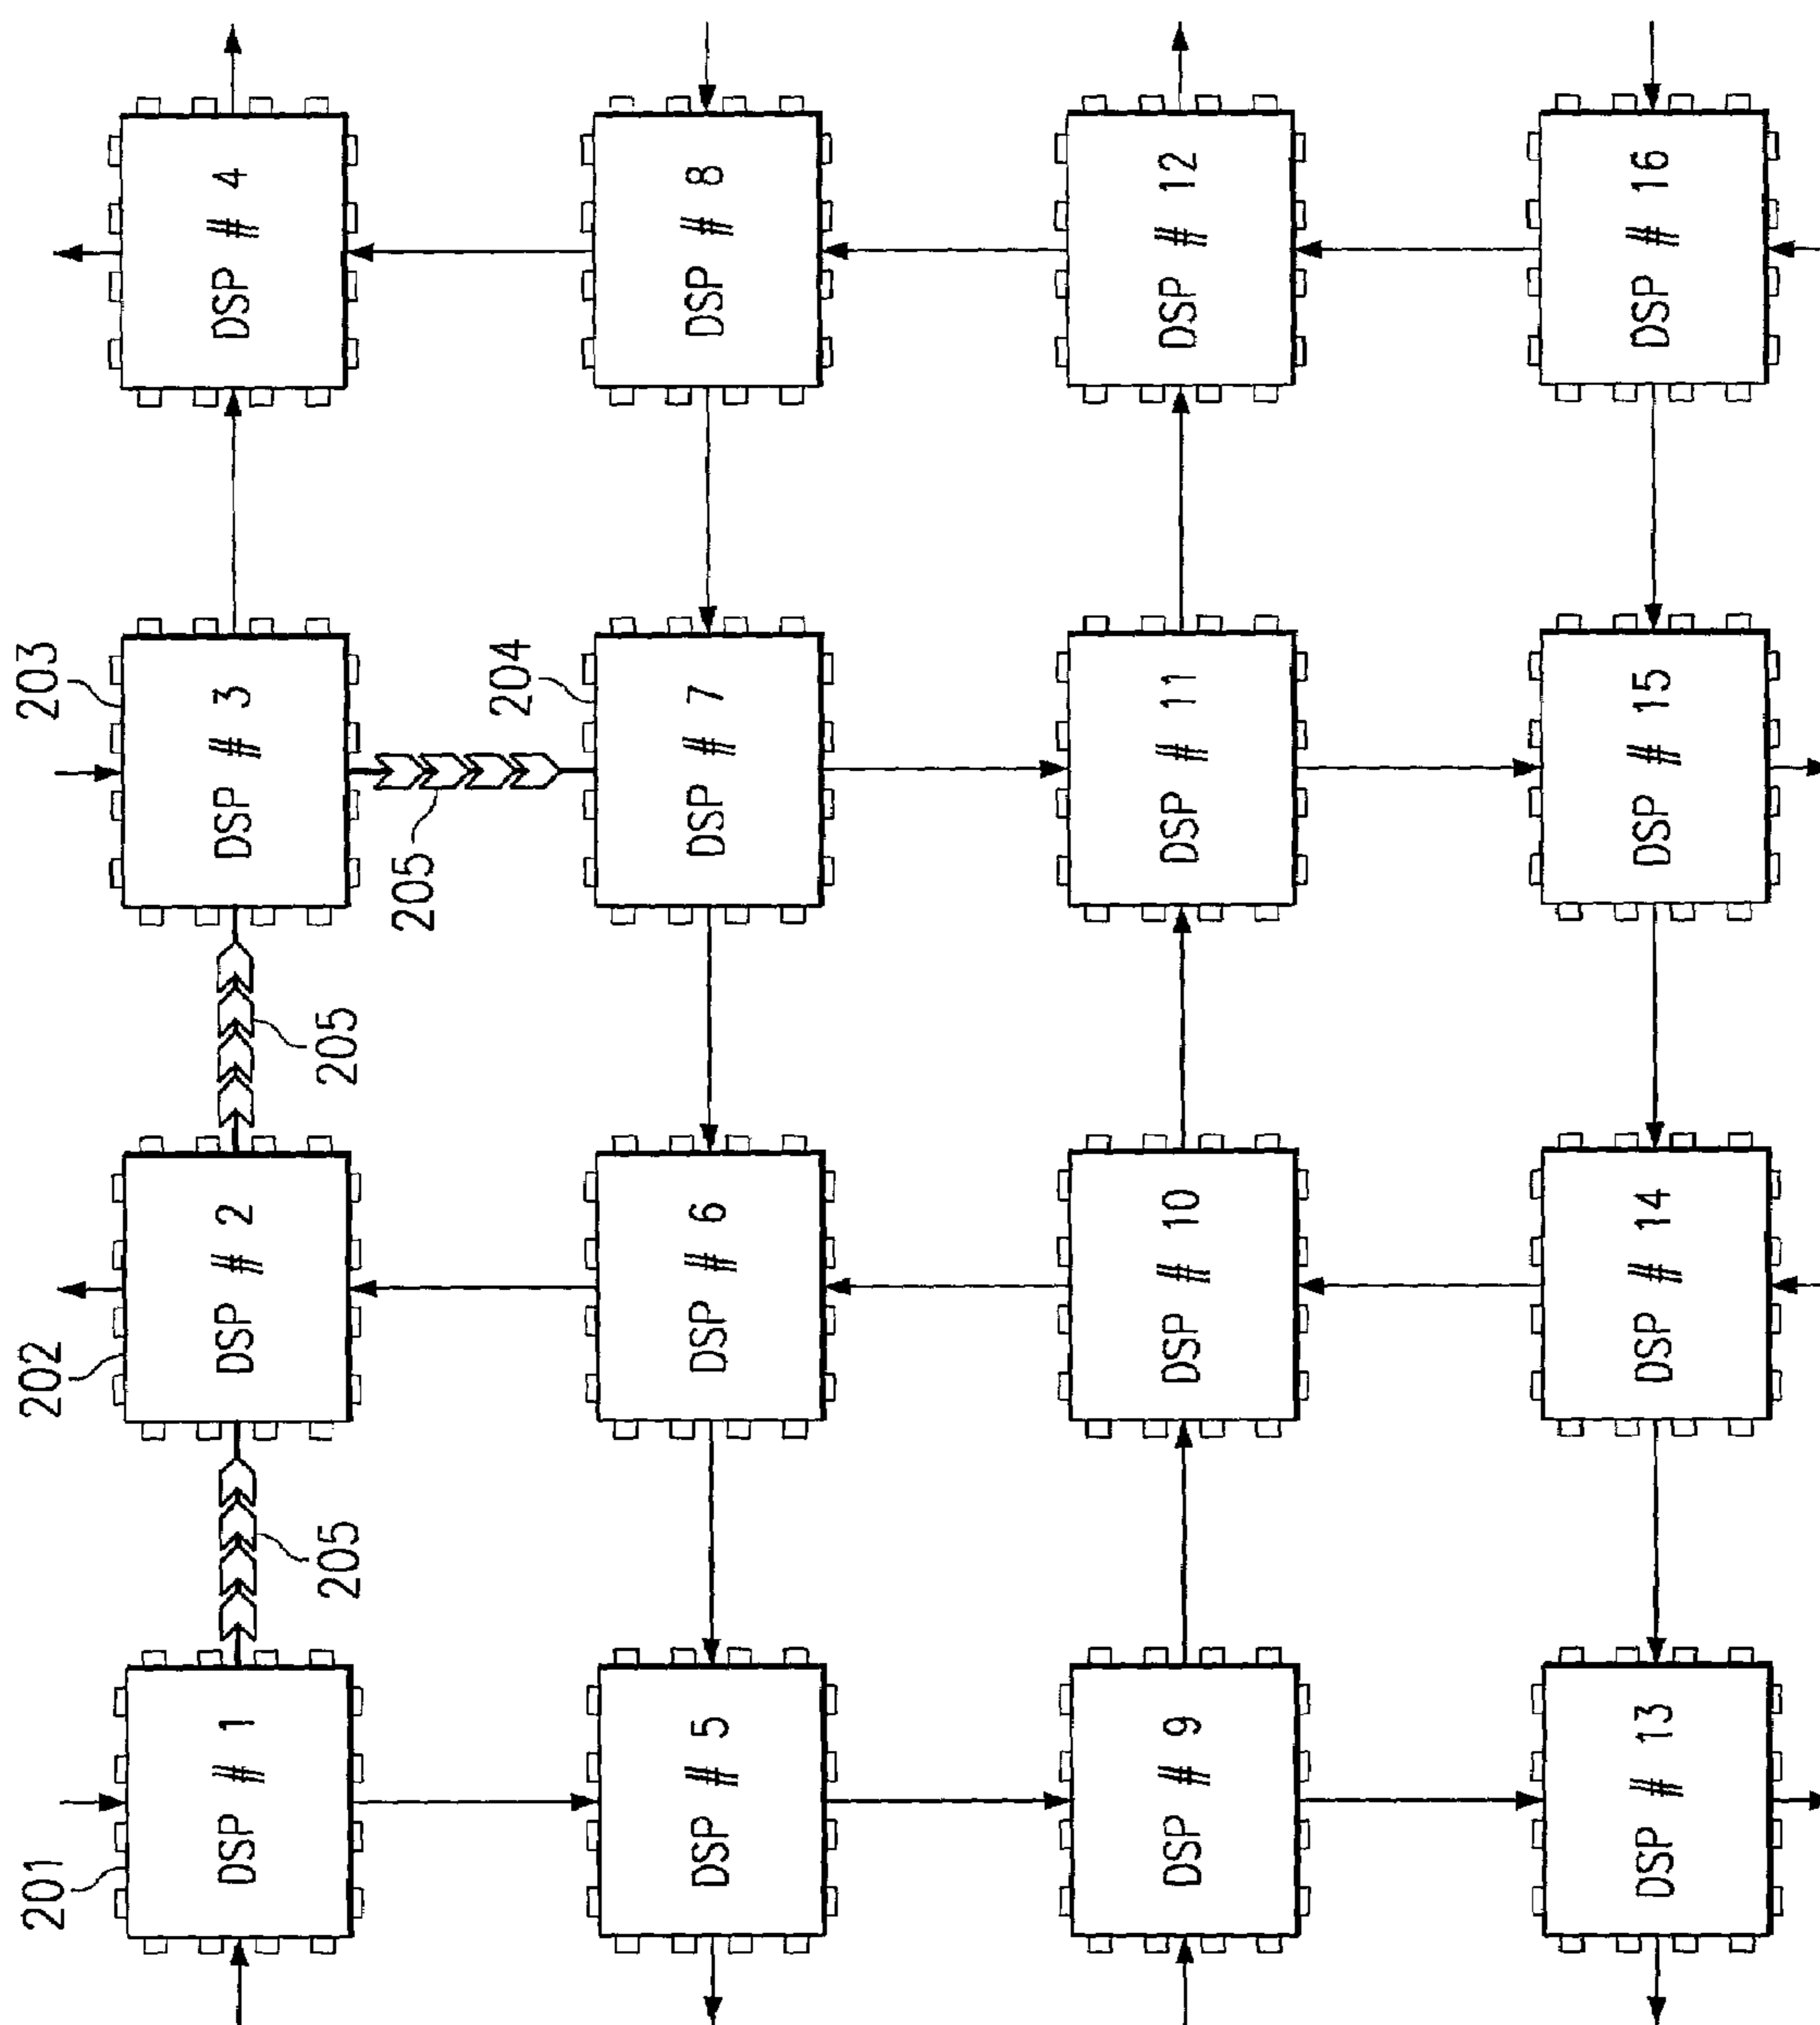 201
202
203
DSP # 1
DSP # 2
DSP # 3
DSP # 4
205
205
205
204
DSP # 5
DSP # 6
DSP # 7
DSP # 8
DSP # 9
DSP # 10
DSP # 11
DSP # 12
DSP # 13
DSP # 14
DSP # 15
DSP # 16